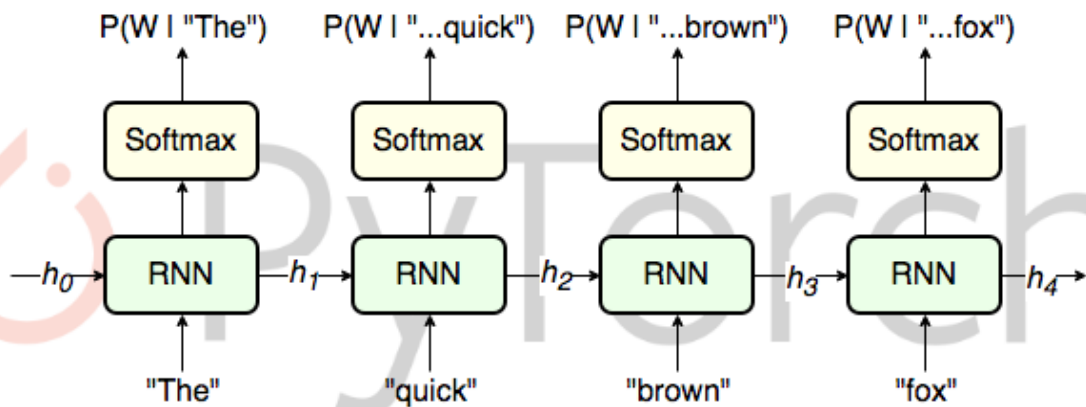 P(W | "The") P(W | "...quick") P(W | "...brown") P(W | "...fox")
Softmax Softmax Softmax Softmax
PyTorch
h0 RNN h1 RNN h2 RNN h3 RNN h4
"The" "quick" "brown" "fox"